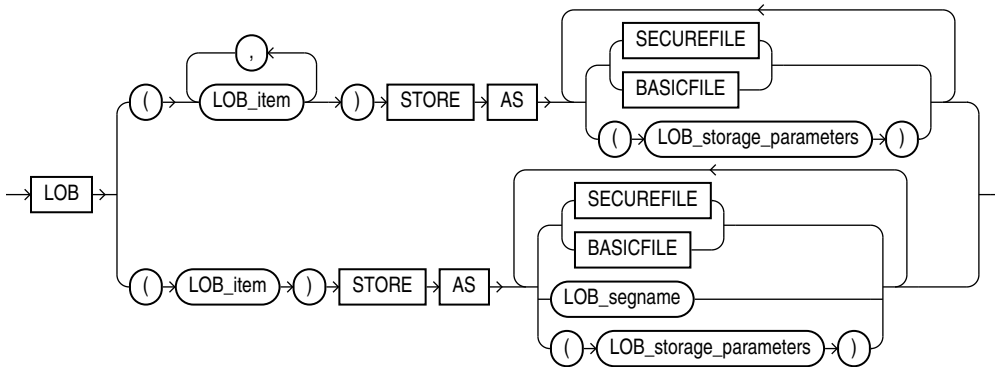 SECUREFILE
,
BASICFILE
( LOB_item ) STORE AS
( LOB_storage_parameters )
LOB
SECUREFILE
BASICFILE
( LOB_item ) STORE AS
LOB_segname
( LOB_storage_parameters )